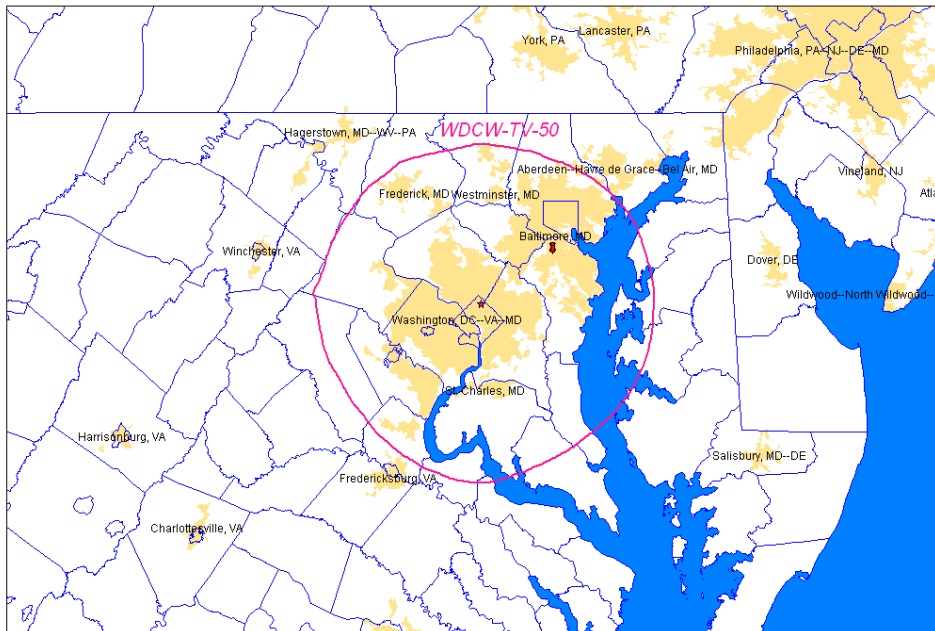 Lancaster, PA
York, PA
Philadelphia, PA--NJ--DE--MD
Hagerstown, MD--WV--PA
WDCW-TV-50
Aberdeen--Havre de Grace--Bel Air, MD
Vineland, NJ
Frederick, MD
Westminster, MD
Atla
Baltimore, MD
Winchester, VA
Dover, DE
Wildwood--North Wildwood--
Washington, DC--VA--MD
St. Charles, MD
Harrisonburg, VA
Salisbury, MD--DE
Fredericksburg, VA
Charlottesville, VA